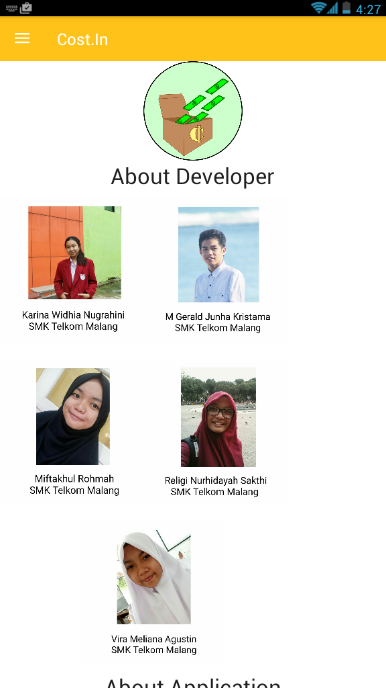 4:27
Cost.In
About Developer
Karina Widhia Nugrahini
SMK Telkom Malang
M Gerald Junha Kristama
SMK Telkom Malang
Miftakhul Rohmah
SMK Telkom Malang
Religi Nurhidayah Sakthi
SMK Telkom Malang
Vira Meliana Agustin
SMK Telkom Malang
About Application